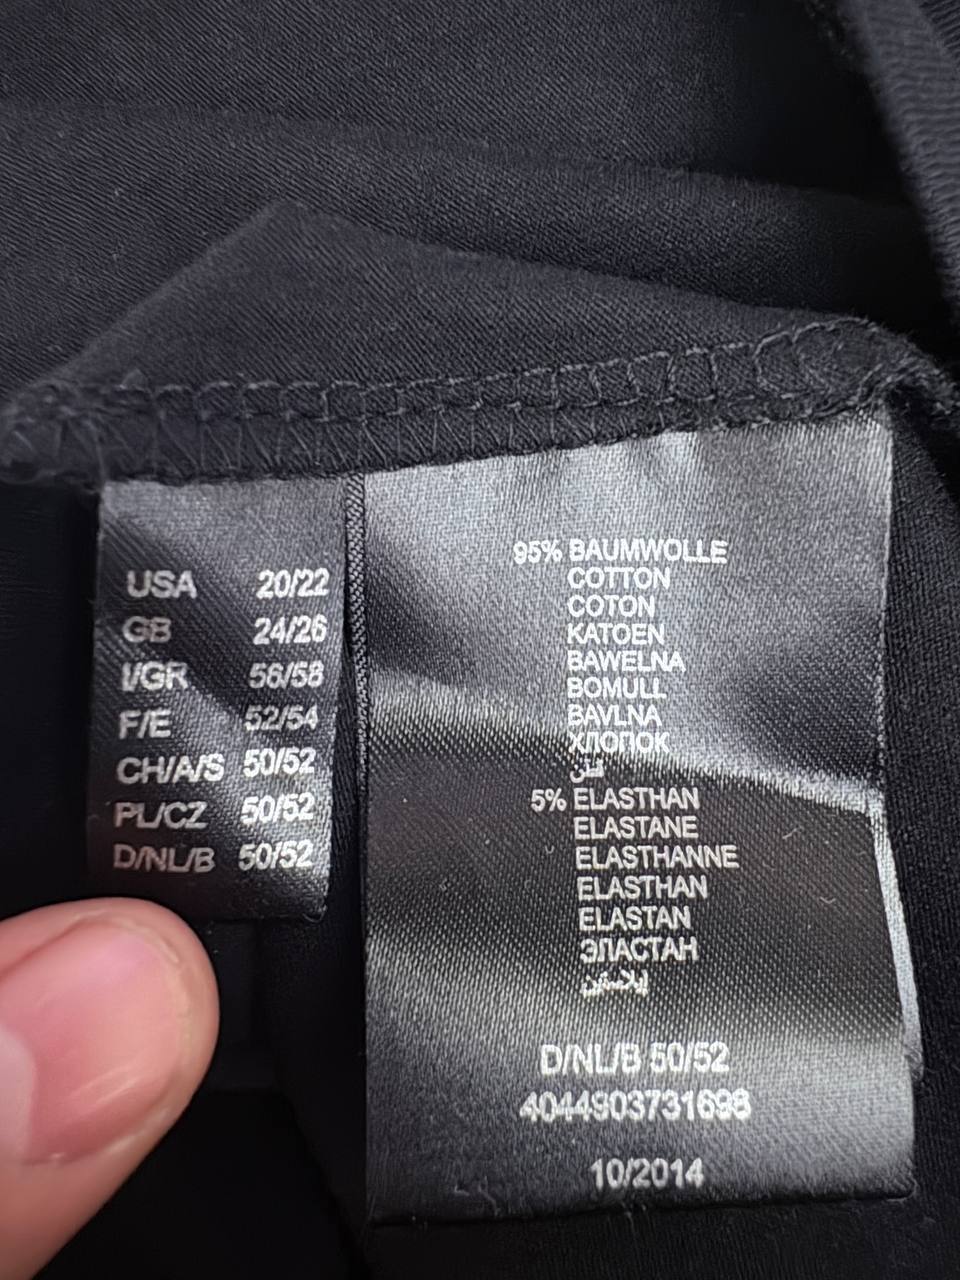 USA 20/22
GB 24/26
I/GR 56/58
F/E 52/54
CH/A/S 50/52
PL/CZ 50/52
D/NL/B 50/52
95% BAUMWOLLE
COTTON
COTON
KATOEN
BAWELNA
BOMULL
BAVLNA
ХЛОПОК
قطن
5% ELASTHAN
ELASTANE
ELASTHANNE
ELASTHAN
ELASTAN
ЭЛАСТАН
D/NL/B 50/52
4044903731698
10/2014